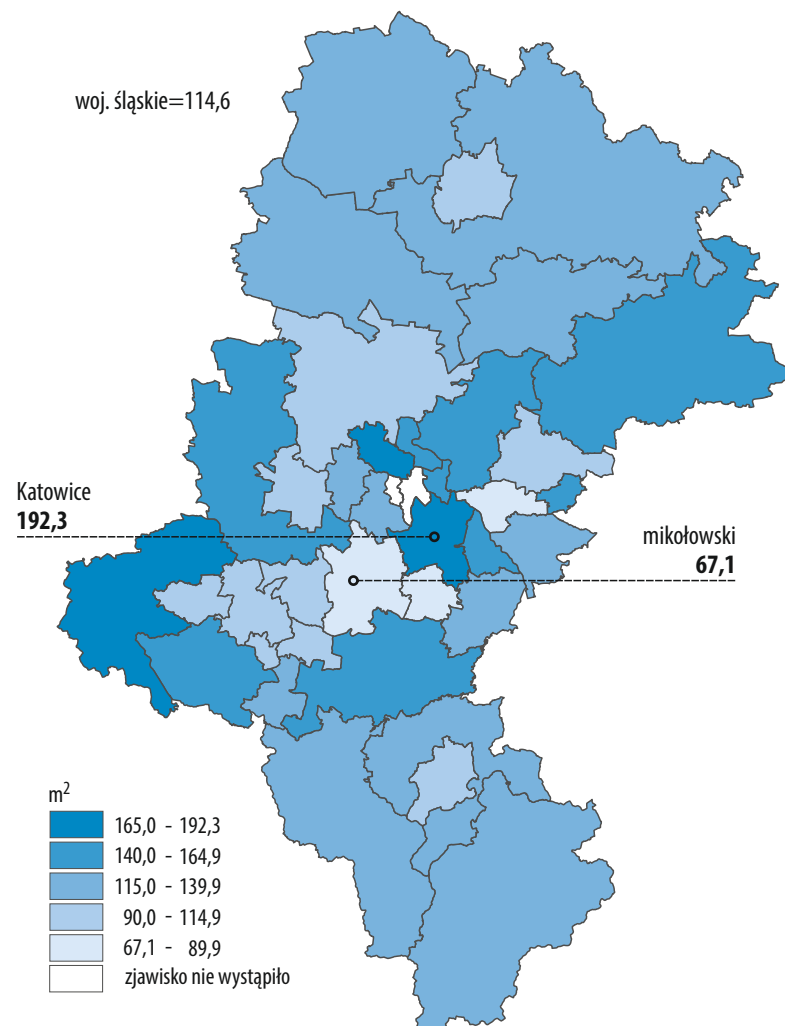 woj. śląskie=114,6
Katowice
192,3
mikołowski
67,1
m²
165,0 - 192,3
140,0 - 164,9
115,0 - 139,9
90,0 - 114,9
67,1 - 89,9
zjawisko nie wystąpiło